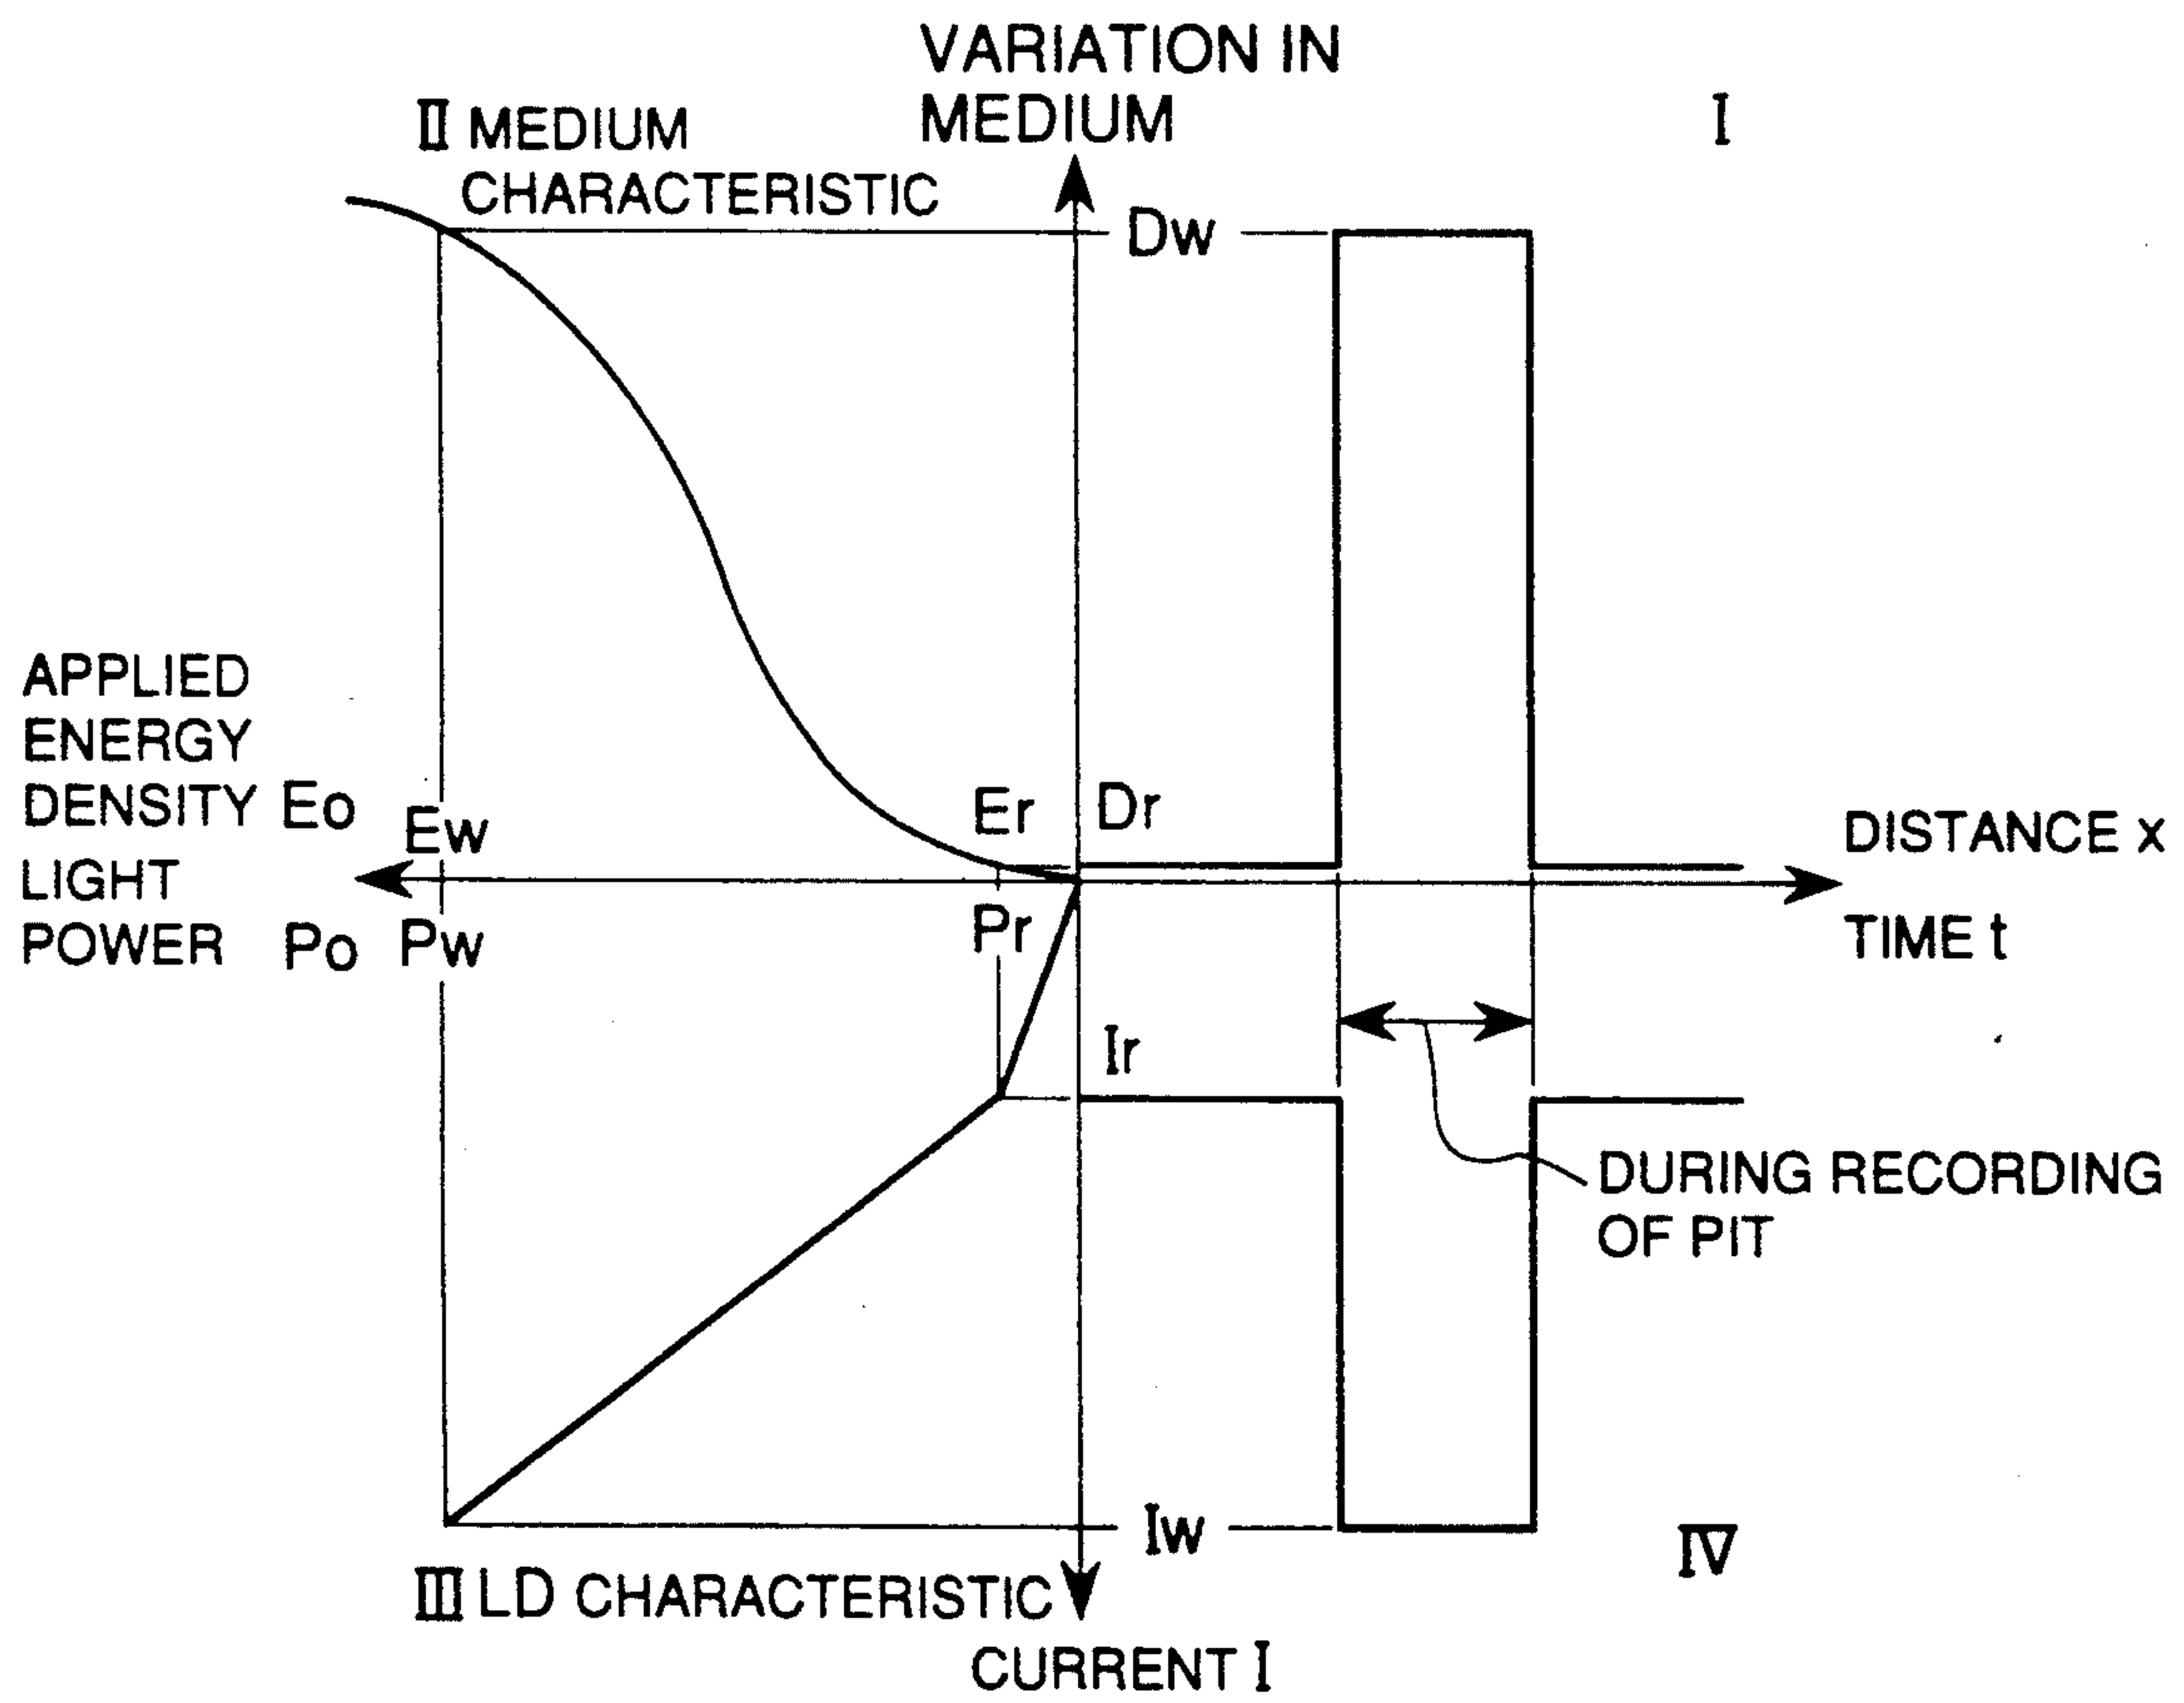 VARIATION IN
MEDIUM
I
II MEDIUM
CHARACTERISTIC
Dw
APPLIED
ENERGY
DENSITY Eo
Ew
Er
Dr
DISTANCE x
LIGHT
POWER Po
Pw
Pr
TIME t
Ir
DURING RECORDING
OF PIT
Iw
IV
III LD CHARACTERISTIC
CURRENT I